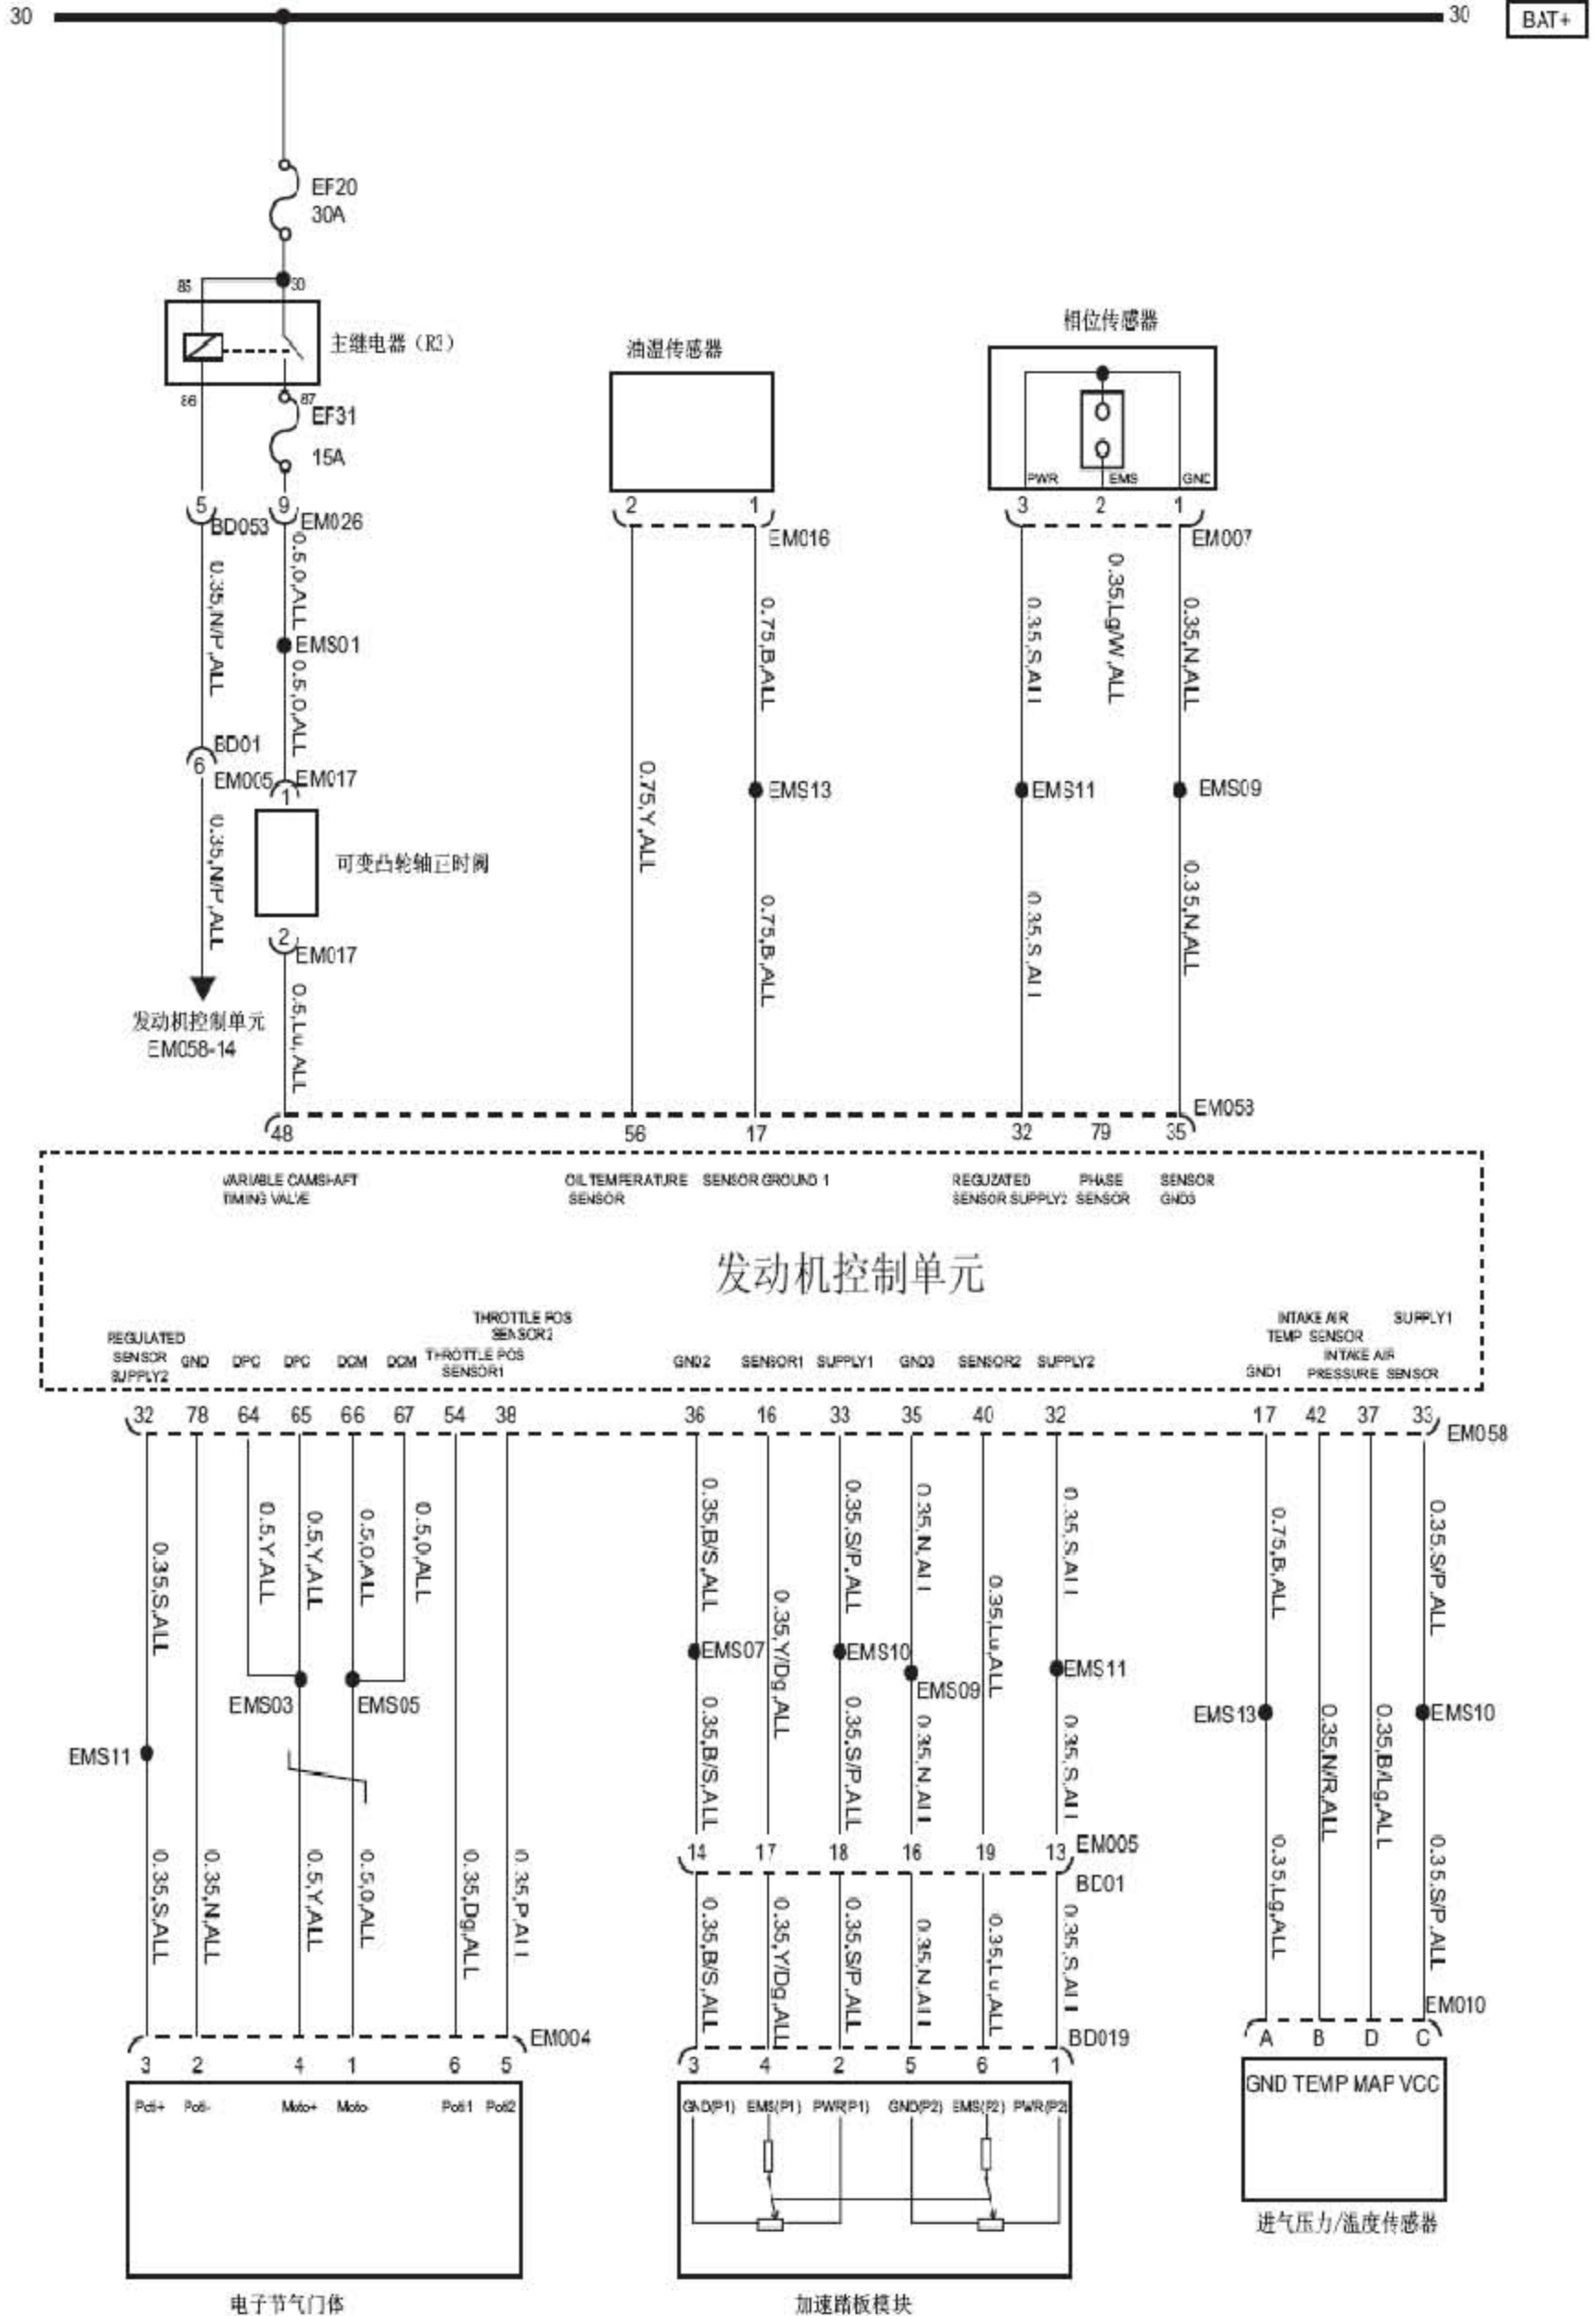 30
30
BAT+
EF20
30A
85
30
主继电器（R3）
86
87
EF31
15A
油温传感器
相位传感器
PWR
EMS
GND
5
BD053
9
EM026
2
1
EM016
3
2
1
EM007
0.35,N/P,ALL
0.5,O,ALL
EMS01
0.5,O,ALL
0.75,Y,ALL
0.75,B,ALL
EMS13
0.75,B,ALL
0.35,S,ALL
EMS11
0.35,S,ALL
0.35,Lg/W,ALL
0.35,N,ALL
EMS09
0.35,N,ALL
BD01
6
EM005
EM017
1
0.35,N/P,ALL
可变凸轮轴正时阀
2
EM017
0.5,Lu,ALL
发动机控制单元
EM058-14
EM058
48
56
17
32
79
35
VARIABLE CAMSHAFT
TIMING VALVE
OIL TEMPERATURE
SENSOR
SENSOR GROUND 1
REGUZATED
SENSOR SUPPLY2
PHASE
SENSOR
SENSOR
GND3
发动机控制单元
REGULATED
SENSOR
SUPPLY2
GND
DPC
DPC
DCM
DCM
THROTTLE POS
SENSOR1
THROTTLE POS
SENSOR2
GND2
SENSOR1
SUPPLY1
GND3
SENSOR2
SUPPLY2
GND1
INTAKE AIR
TEMP SENSOR
INTAKE AIR
PRESSURE SENSOR
SUPPLY1
32
78
64
65
66
67
54
38
36
16
33
35
40
32
17
42
37
33
EM058
0.35,S,ALL
0.5,Y,ALL
0.5,Y,ALL
0.5,O,ALL
0.5,O,ALL
EMS03
EMS05
EMS11
0.35,S,ALL
0.35,N,ALL
0.5,Y,ALL
0.5,O,ALL
0.35,Dg,ALL
0.35,P,ALL
0.35,B/S,ALL
0.35,Y/Dg,ALL
0.35,S/P,ALL
0.35,N,ALL
0.35,Lu,ALL
0.35,S,ALL
EMS07
EMS10
EMS09
EMS11
0.35,B/S,ALL
0.35,S/P,ALL
0.35,N,ALL
0.35,S,ALL
14
17
18
16
19
13
EM005
BD01
0.35,B/S,ALL
0.35,Y/Dg,ALL
0.35,S/P,ALL
0.35,N,ALL
0.35,Lu,ALL
0.35,S,ALL
0.75,B,ALL
0.35,S/P,ALL
EMS13
EMS10
0.35,N/R,ALL
0.35,B/Lg,ALL
0.35,Lg,ALL
0.35,S/P,ALL
EM004
BD019
EM010
3
2
4
1
6
5
3
4
2
5
6
1
A
B
D
C
Poti+
Poti-
Moto+
Moto-
Poti1
Poti2
GND(P1)
EMS(P1)
PWR(P1)
GND(P2)
EMS(P2)
PWR(P2)
GND TEMP MAP VCC
电子节气门体
加速踏板模块
进气压力/温度传感器